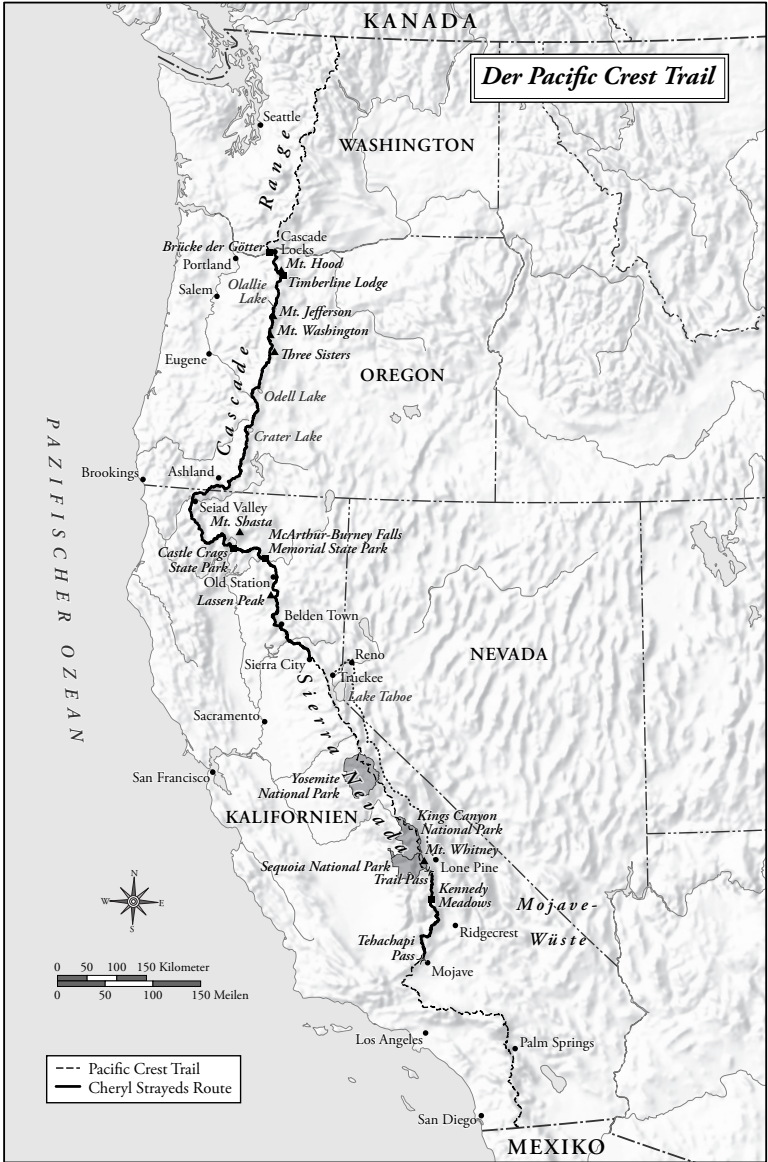 KANADA
Der Pacific Crest Trail
Seattle
WASHINGTON
Range
Cascade
Locks
Brücke der Götter
Portland
Mt. Hood
Timberline Lodge
Olallie
Lake
Salem
Mt. Jefferson
Mt. Washington
Three Sisters
Eugene
OREGON
Cascade
Odell Lake
Crater Lake
PAZIFISCHER OZEAN
Brookings
Ashland
Seiad Valley
Mt. Shasta
McArthur-Burney Falls
Memorial State Park
Castle Crags
State Park
Old Station
Lassen Peak
Belden Town
NEVADA
Reno
Sierra City
Truckee
Lake Tahoe
Sierra Nevada
Sacramento
San Francisco
Yosemite
National Park
KALIFORNIEN
Kings Canyon
National Park
Mt. Whitney
Sequoia National Park
Lone Pine
Trail Pass
Kennedy
Meadows
Mojave-
Wüste
Ridgecrest
Tehachapi
Pass
Mojave
N
W
E
S
0 50 100 150 Kilometer
0 50 100 150 Meilen
Los Angeles
Palm Springs
Pacific Crest Trail
Cheryl Strayeds Route
San Diego
MEXIKO